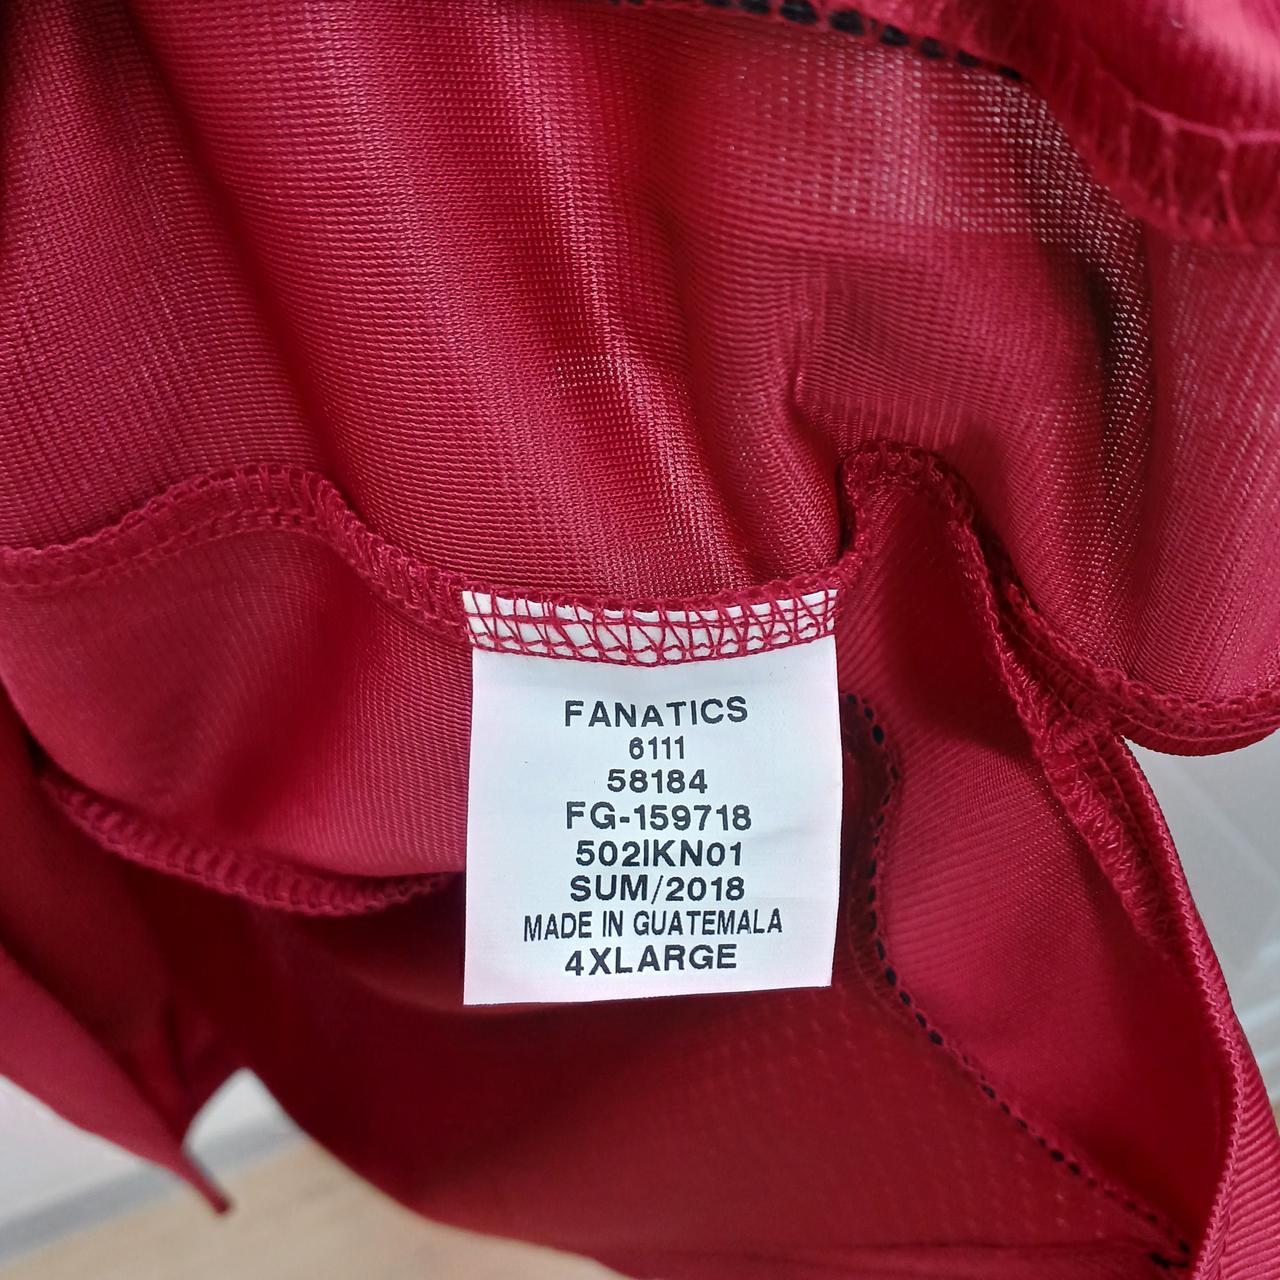 FANATICS
6111
58184
FG-159718
502IKN01
SUM/2018
MADE IN GUATEMALA
4XLARGE